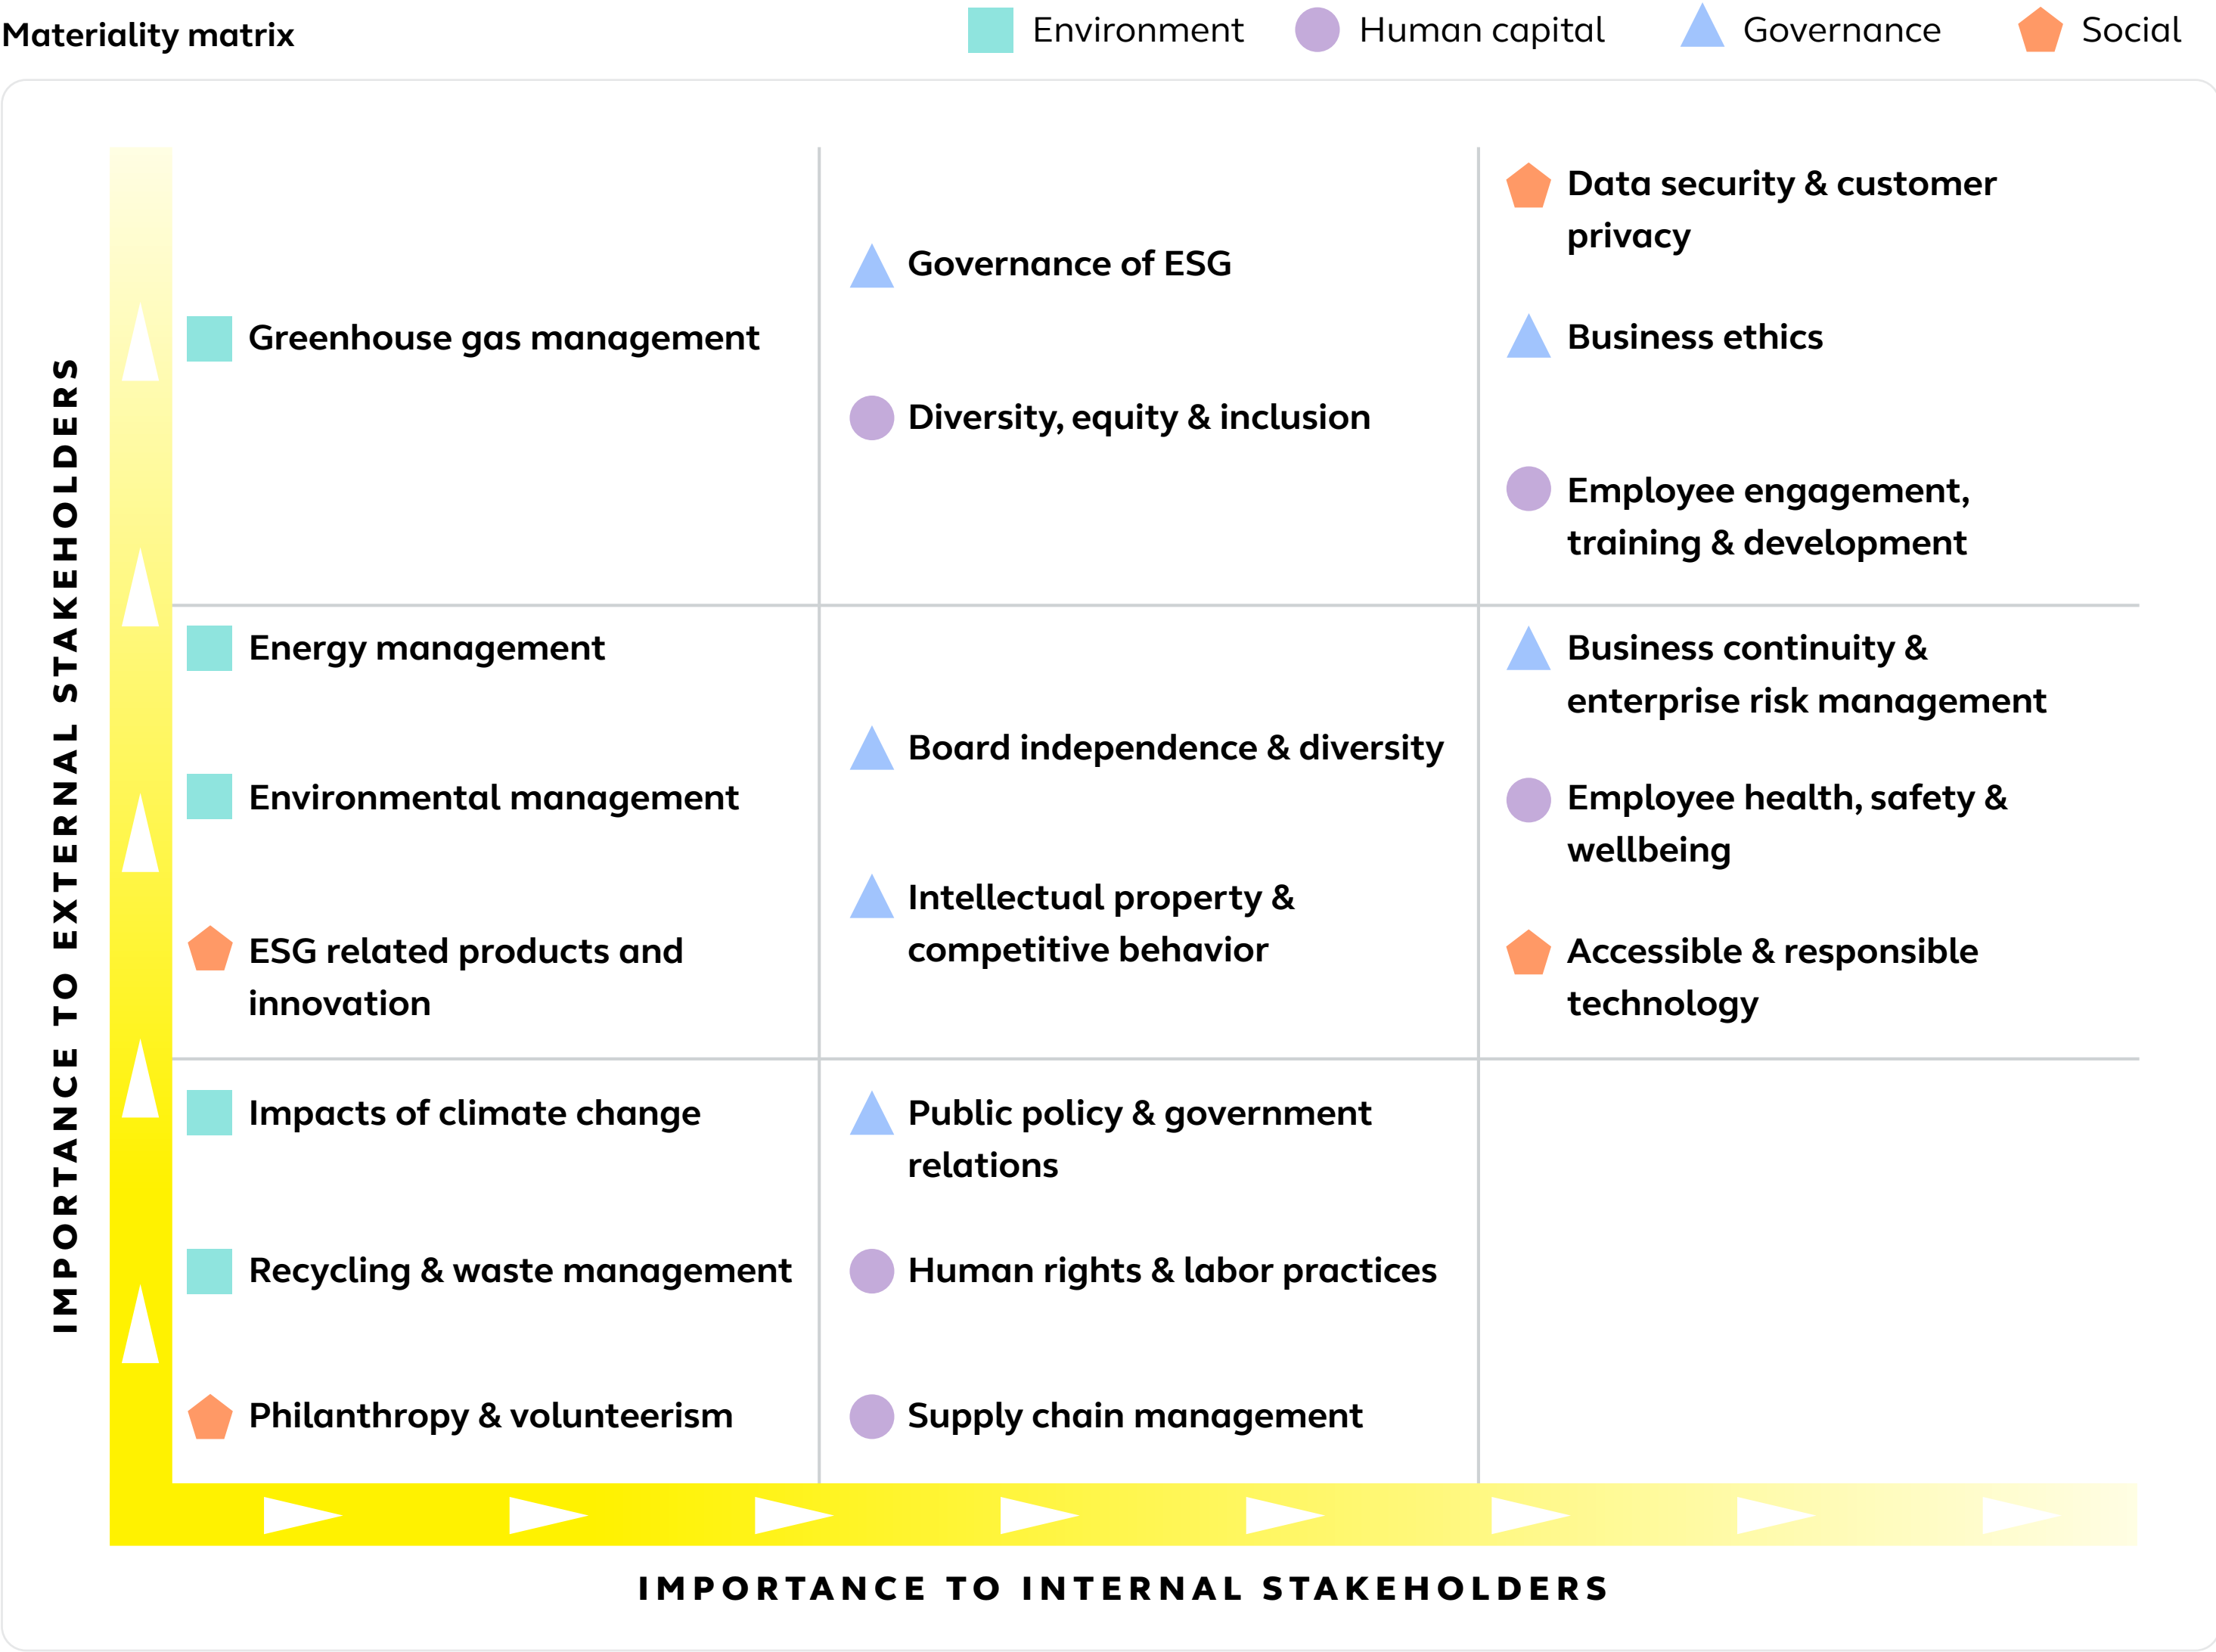 Materiality matrix
Environment
Human capital
Governance
Social
IMPORTANCE TO EXTERNAL STAKEHOLDERS
Greenhouse gas management
Governance of ESG
Diversity, equity & inclusion
Data security & customer
privacy
Business ethics
Employee engagement,
training & development
Energy management
Environmental management
ESG related products and
innovation
Board independence & diversity
Intellectual property &
competitive behavior
Business continuity &
enterprise risk management
Employee health, safety &
wellbeing
Accessible & responsible
technology
Impacts of climate change
Recycling & waste management
Philanthropy & volunteerism
Public policy & government
relations
Human rights & labor practices
Supply chain management
IMPORTANCE TO INTERNAL STAKEHOLDERS